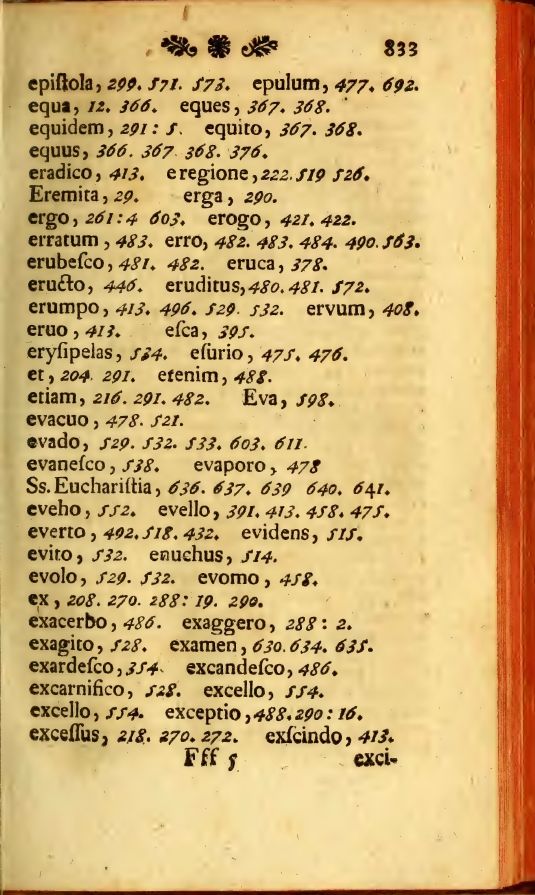 833
epiſtola, 299. 571. 573. epulum, 477. 692.
equa, 12. 366. eques, 367. 368.
equidem, 291: 5. equito, 367. 368.
equus, 366. 367. 368. 376.
eradico, 413. e regione, 222. 519 526.
Eremita, 29. erga, 290.
ergo, 261:4 603. erogo, 421. 422.
erratum, 483. erro, 482. 483. 484. 490. 563.
erubeſco, 481. 482. eruca, 378.
eructo, 446. eruditus, 480. 481. 572.
erumpo, 413. 496. 529. 532. ervum, 408.
eruo, 413. eſca, 395.
eryſipelas, 534. eſurio, 475. 476.
et, 204. 291. etenim, 488.
etiam, 216. 291. 482. Eva, 598.
evacuo, 478. 521.
evado, 529. 532. 533. 603. 611.
evaneſco, 538. evaporo, 478
Ss. Euchariſtia, 636. 637. 639 640. 641.
eveho, 552. evello, 391. 413. 458. 475.
everto, 492. 518. 432. evidens, 515.
evito, 532. enuchus, 514.
evolo, 529. 532. evomo, 458.
ex, 208. 270. 288: 19. 290.
exacerbo, 486. exaggero, 288: 2.
exagito, 528. examen, 630. 634. 635.
exardeſco, 354. excandeſco, 486.
excarnifico, 528. excello, 554.
excello, 554. exceptio, 488. 290: 16.
exceſſus, 218. 270. 272. exſcindo, 413.
Fff 5 exci-